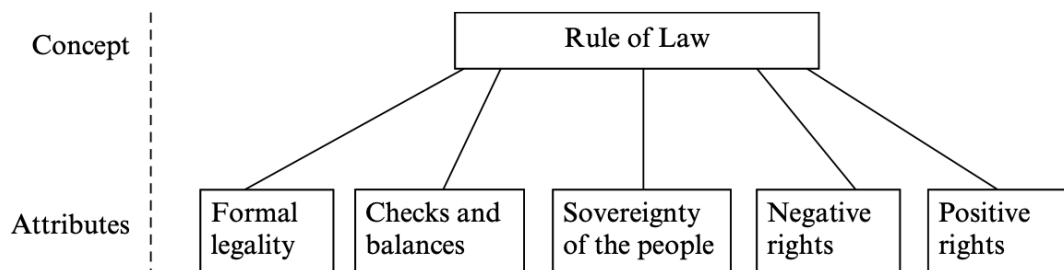 Concept
Rule of Law
Attributes
Formal
legality
Checks and
balances
Sovereignty
of the people
Negative
rights
Positive
rights